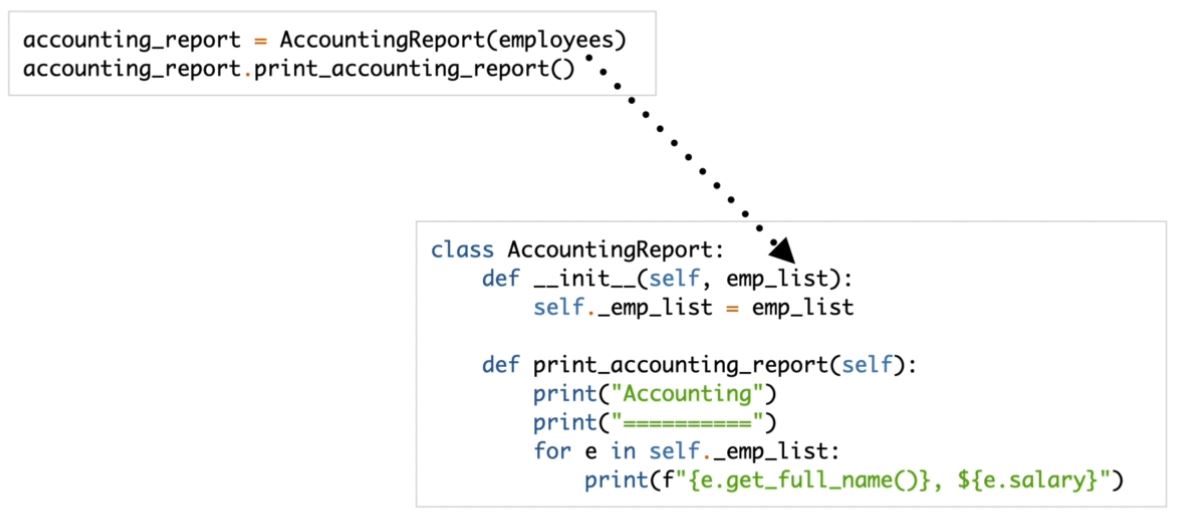 accounting_report = AccountingReport(employees)
accounting_report.print_accounting_report()
class AccountingReport:
    def __init__(self, emp_list):
        self._emp_list = emp_list

    def print_accounting_report(self):
        print("Accounting")
        print("==========")
        for e in self._emp_list:
            print(f"{e.get_full_name()}, ${e.salary}")